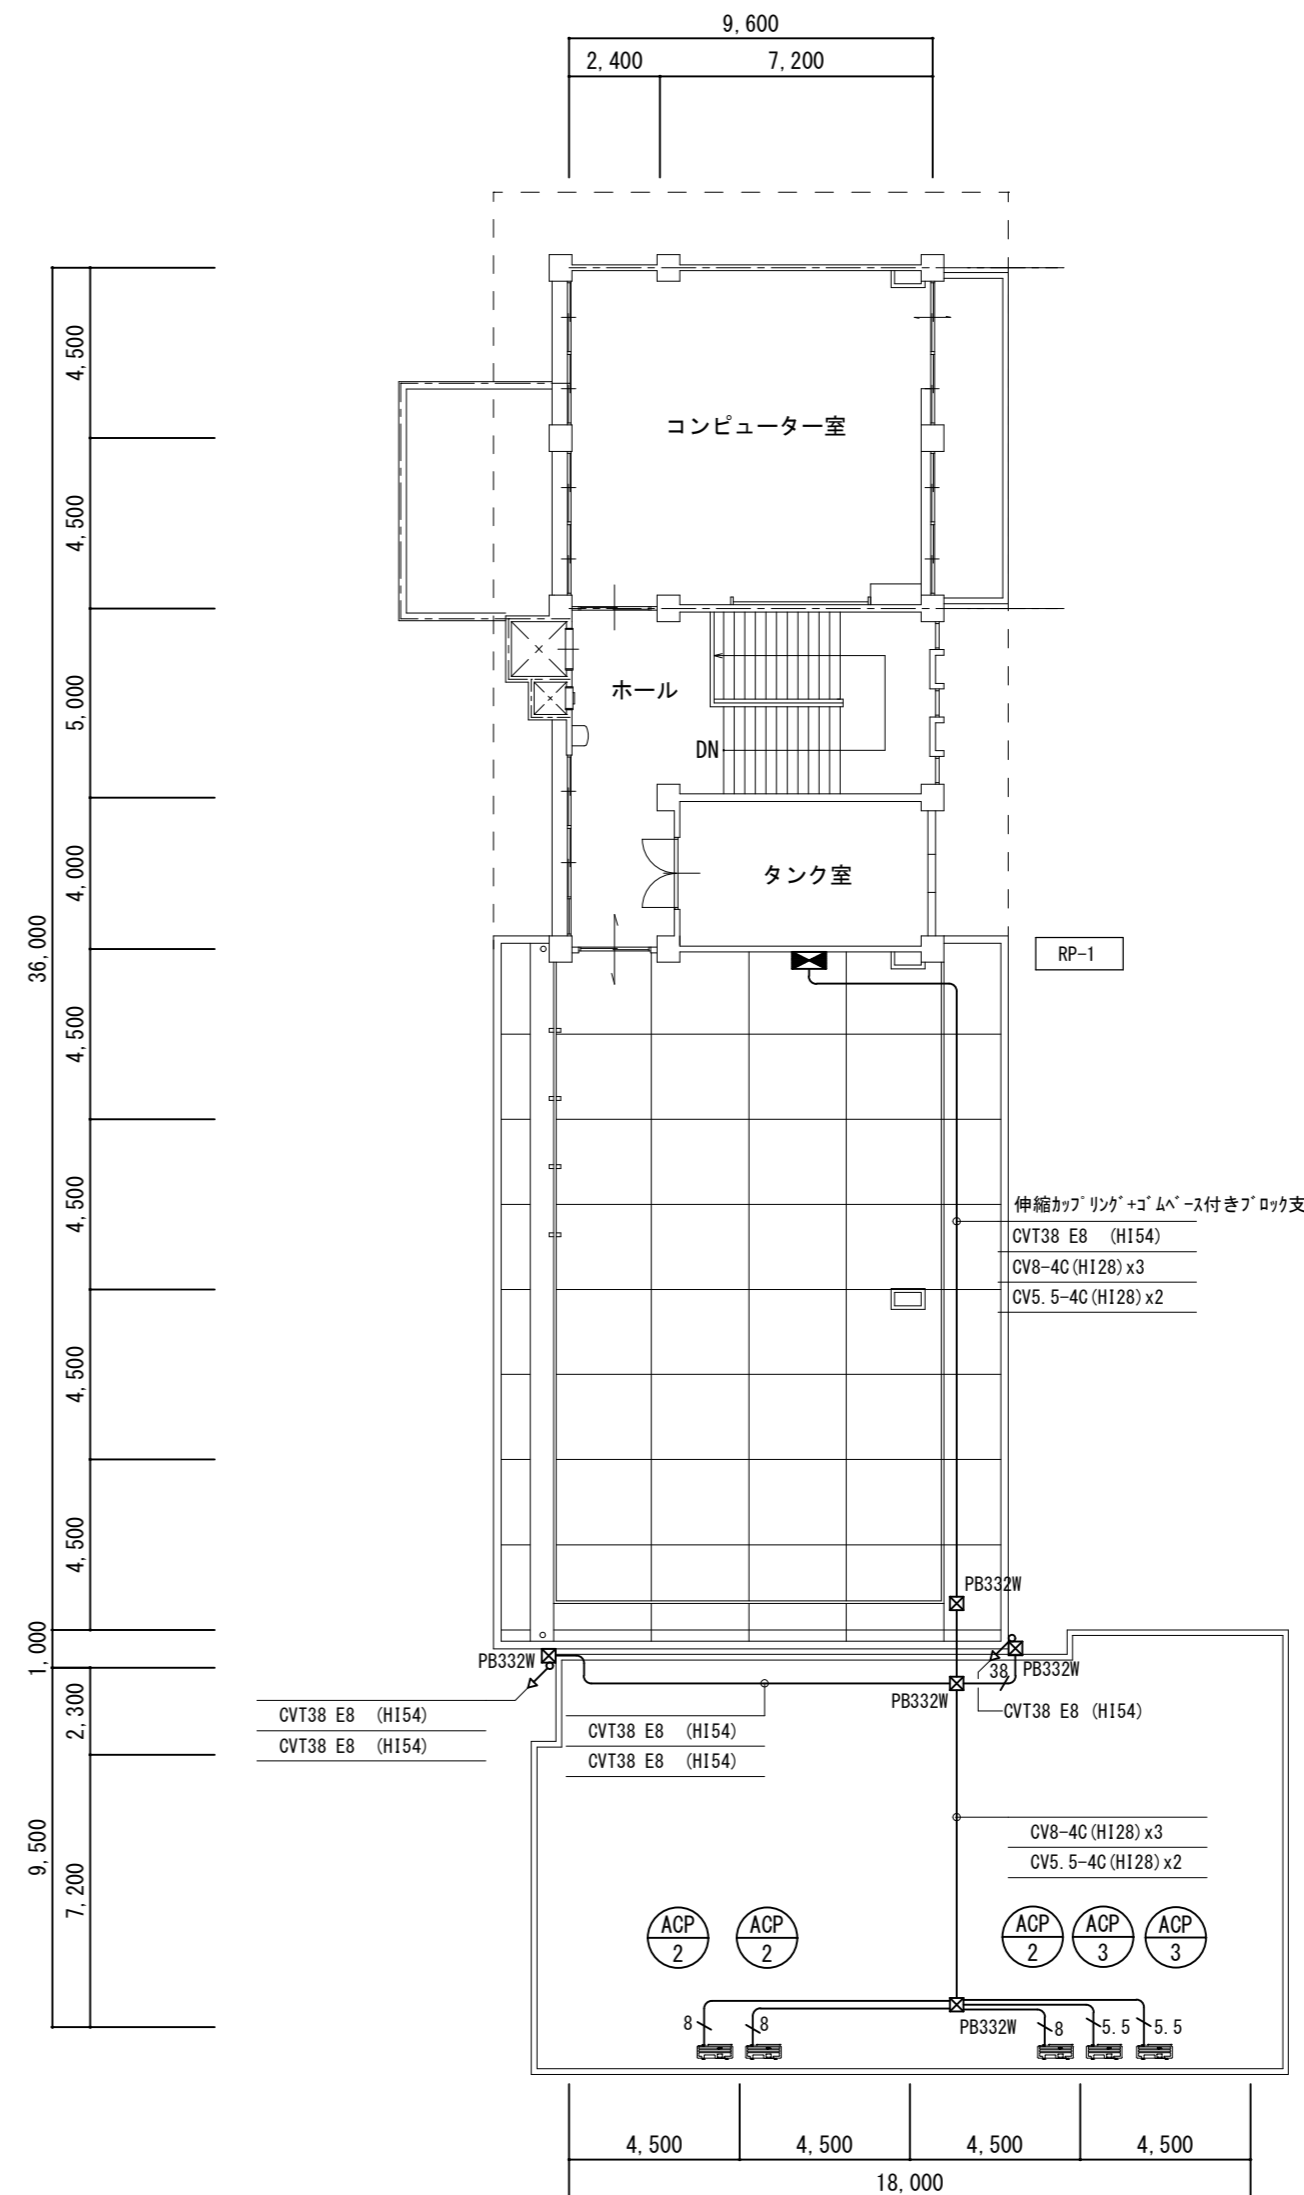 9,600
2,400
7,200
4,500
4,500
5,000
4,000
36,000
4,500
4,500
4,500
4,500
1,000
2,300
9,500
7,200
コンピューター室
ホール
DN
タンク室
RP-1
伸縮カップリング+ゴムベース付きブロック支
CVT38 E8 (HI54)
CV8-4C(HI28)x3
CV5.5-4C(HI28)x2
PB332W
PB332W
38
PB332W
PB332W
CVT38 E8 (HI54)
CVT38 E8 (HI54)
CVT38 E8 (HI54)
CVT38 E8 (HI54)
CVT38 E8 (HI54)
CV8-4C(HI28)x3
CV5.5-4C(HI28)x2
ACP
2
ACP
2
ACP
2
ACP
3
ACP
3
8
8
PB332W
8
5.5
5.5
4,500
4,500
4,500
4,500
18,000